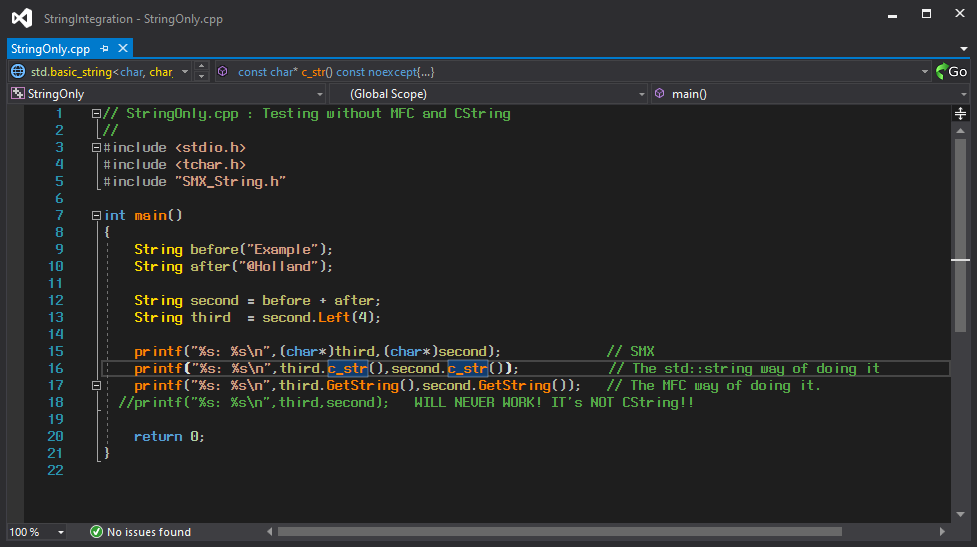 StringIntegration - StringOnly.cpp
StringOnly.cpp
std.basic_string<char, char, const char* c_str() const noexcept{...} Go
StringOnly (Global Scope) main()
1 // StringOnly.cpp : Testing without MFC and CString
2 //
3 #include <stdio.h>
4 #include <tchar.h>
5 #include "SMX_String.h"
6
7 int main()
8 {
9 String before("Example");
10 String after("@Holland");
11
12 String second = before + after;
13 String third  = second.Left(4);
14
15 printf("%s: %s\n",(char*)third,(char*)second); // SMX
16 printf("%s: %s\n",third.c_str(),second.c_str()); // The std::string way of doing it
17 printf("%s: %s\n",third.GetString(),second.GetString()); // The MFC way of doing it.
18 //printf("%s: %s\n",third,second); WILL NEVER WORK! IT's NOT CString!!
19
20 return 0;
21 }
22
100 % No issues found